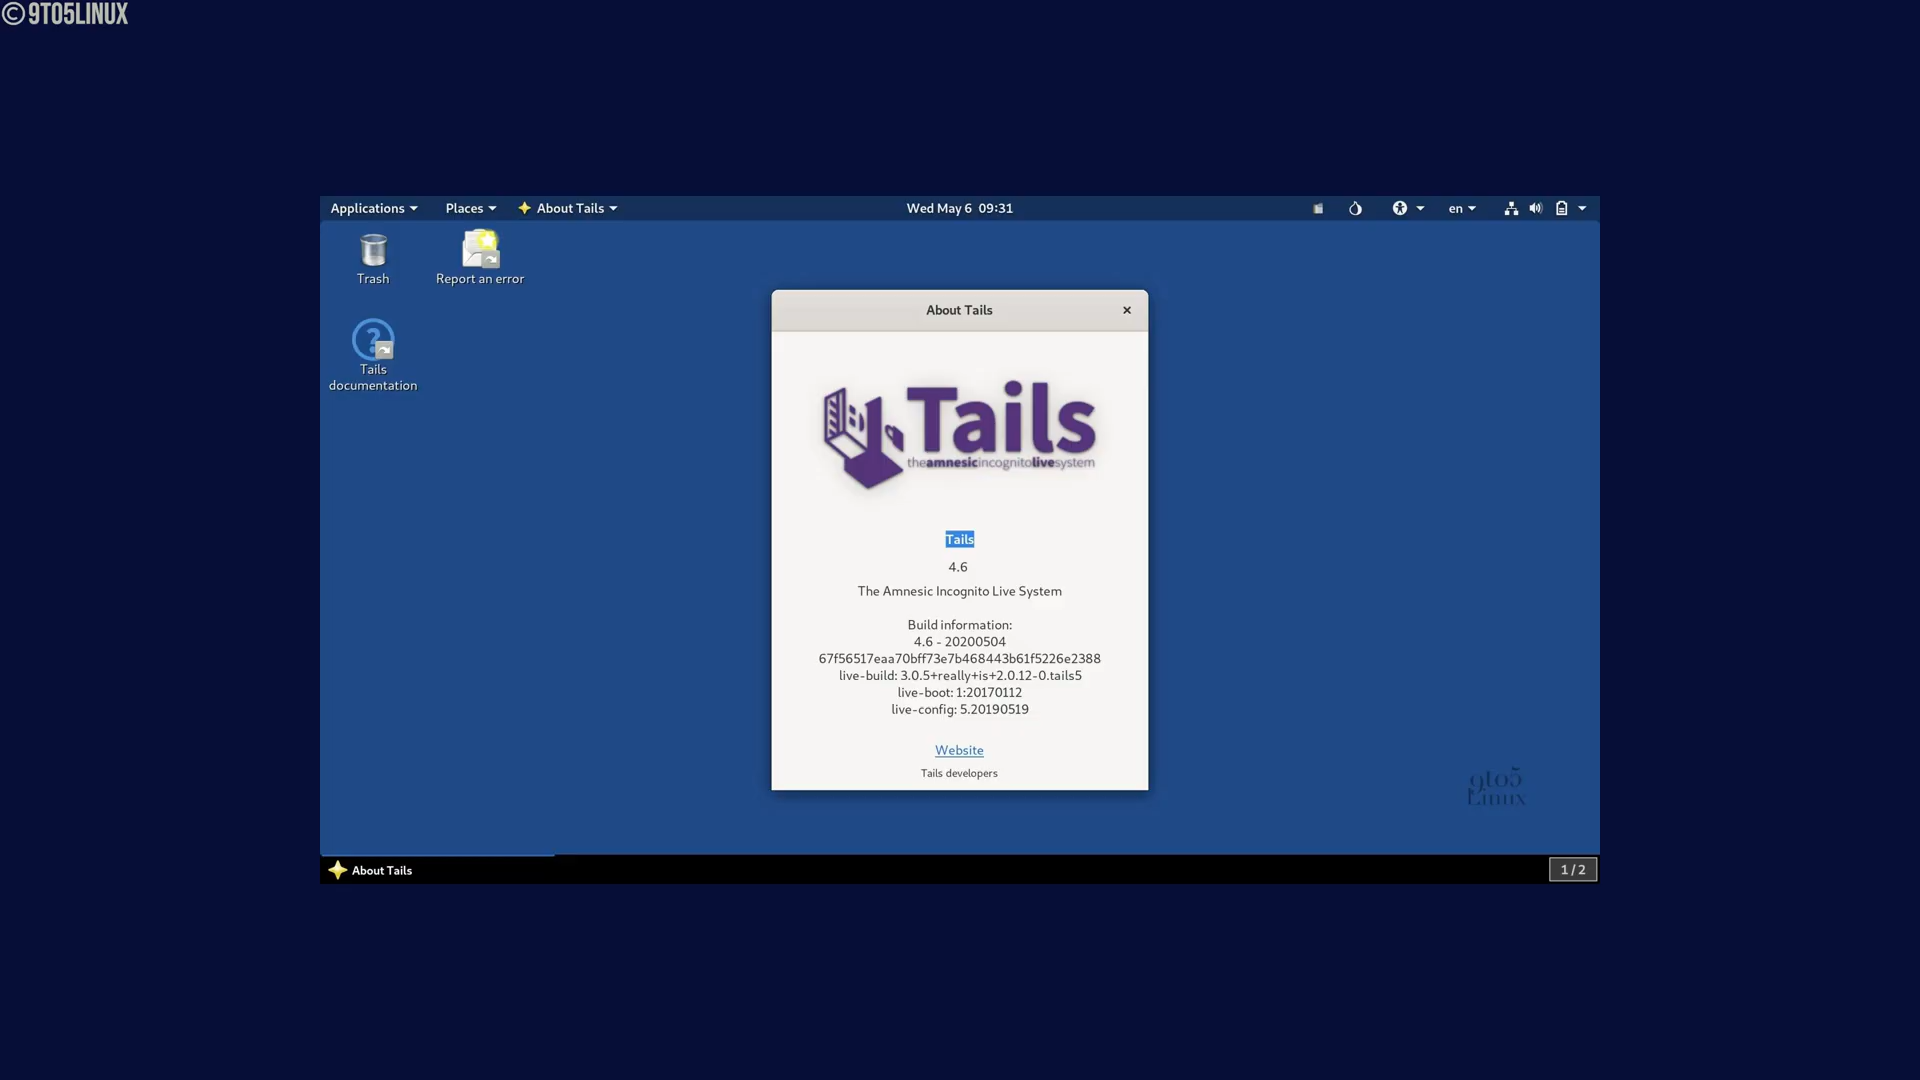 © 9TO5LINUX
Applications
Places
About Tails
Wed May 6 09:31
en
Trash
Report an error
Tails
documentation
About Tails
Tails
theamnesicincognitolivesystem
Tails
4.6
The Amnesic Incognito Live System
Build information:
4.6 - 20200504
67f56517eaa70bff73e7b468443b61f5226e2388
live-build: 3.0.5+really+is+2.0.12-0.tails5
live-boot: 1:20170112
live-config: 5.20190519
Website
Tails developers
9to5
Linux
About Tails
1 / 2